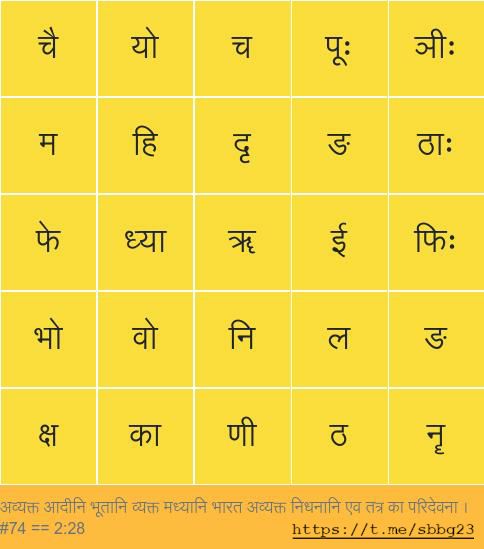 चै यो च पूः ञीः
म हि दृ ङ ठाः
फे ध्या ॠ ई फिः
भो वो नि ल ङ
क्ष का णी ठ नॄ
अव्यक्त आदीनि भूतानि व्यक्त मध्यानि भारत अव्यक्त निधनानि एव तत्र का परिदेवना ।
#74 == 2:28 https://t.me/sbbg23